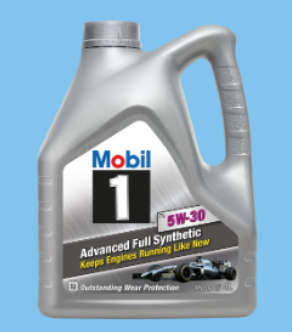 Mobil
1
5W-30
Advanced Full Synthetic
Keeps Engines Running Like New
Outstanding Wear Protection